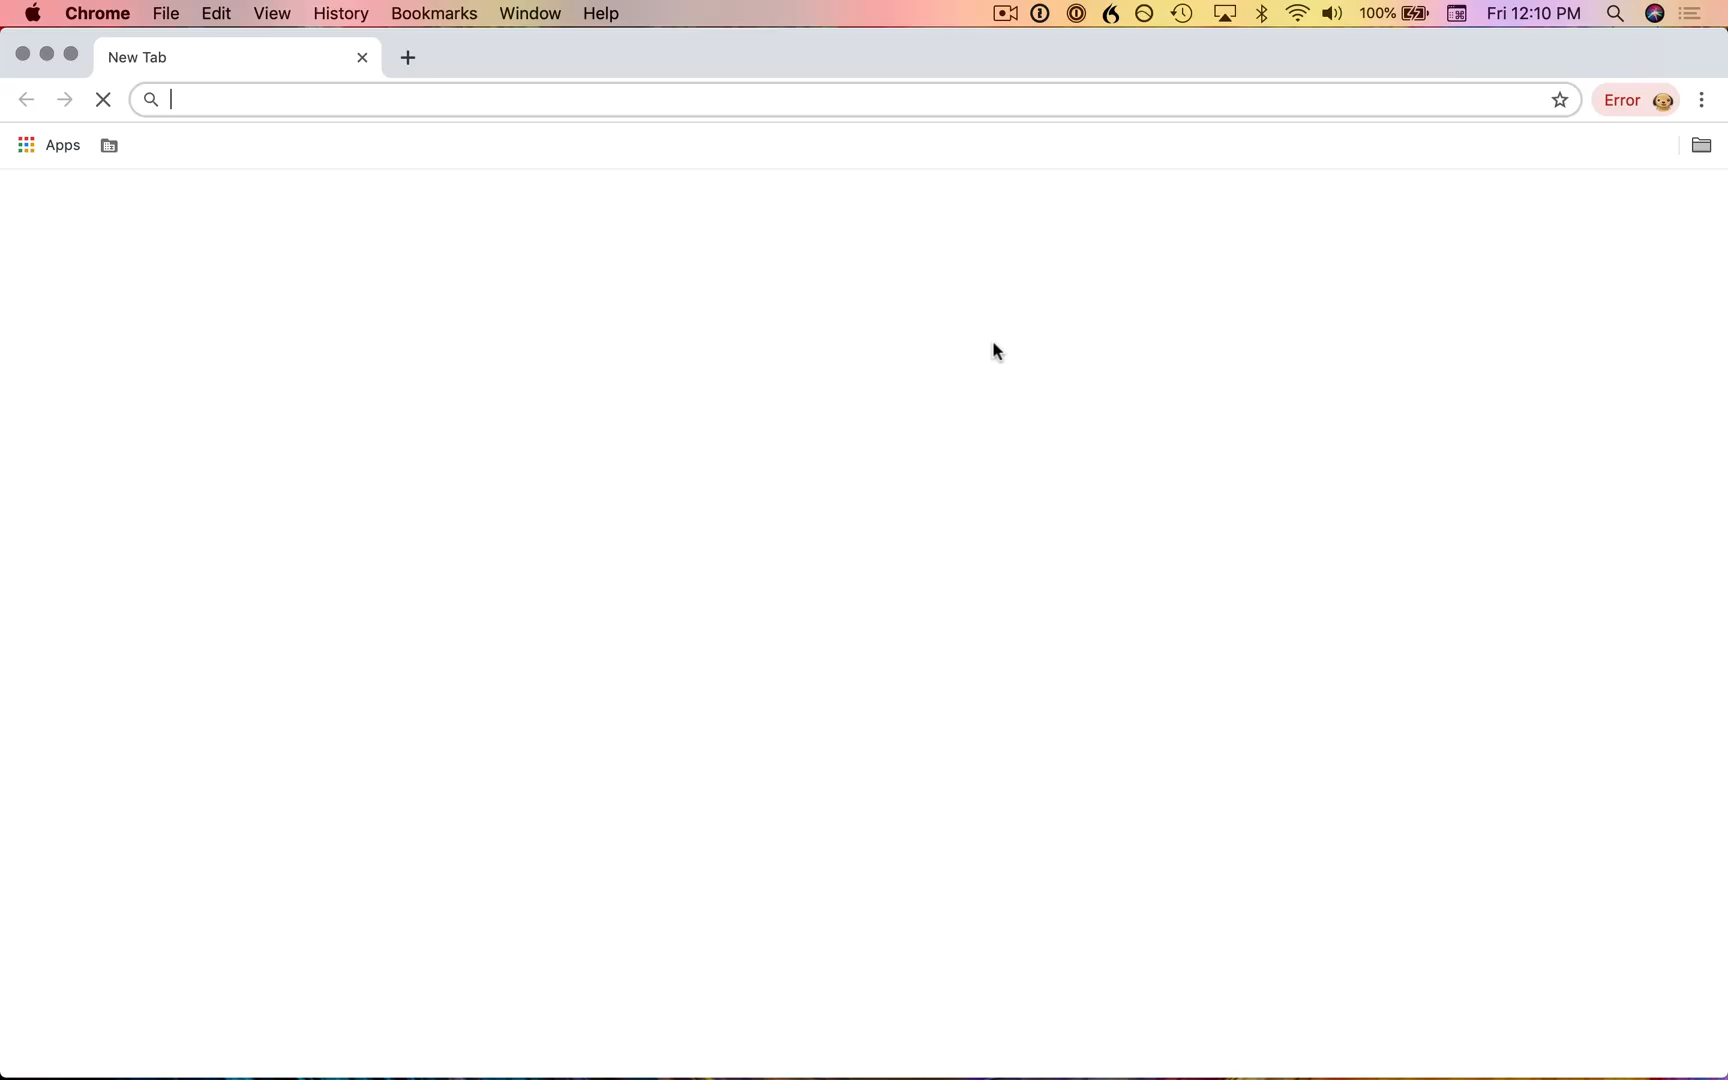 Chrome File Edit View History Bookmarks Window Help 100% Fri 12:10 PM
New Tab
Error
Apps